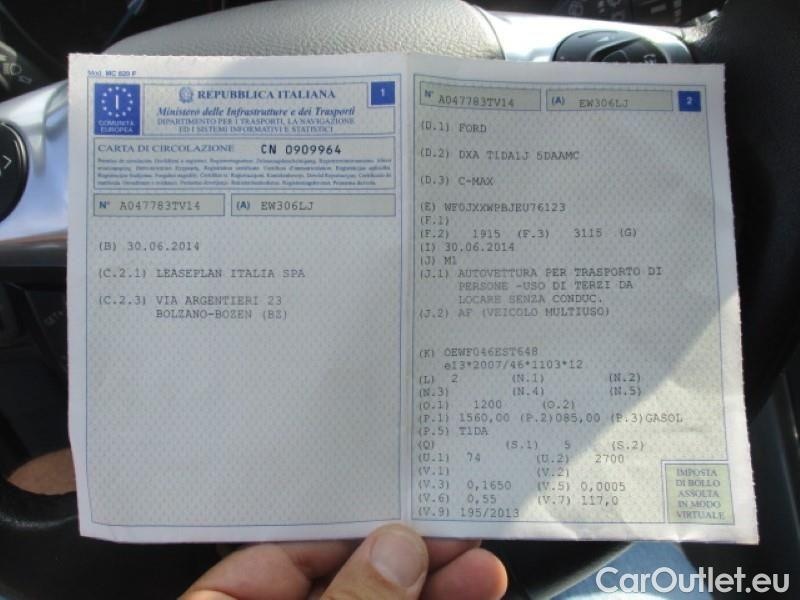 Mod. MC 820 F
REPUBBLICA ITALIANA
1
Ministero delle Infrastrutture e dei Trasporti
DIPARTIMENTO PER I TRASPORTI, LA NAVIGAZIONE
ED I SISTEMI INFORMATIVI E STATISTICI
I
COMUNITÀ
EUROPEA
CARTA DI CIRCOLAZIONE CN 0909964
N° A047783TV14 (A) EW306LJ
(B) 30.06.2014
(C.2.1) LEASEPLAN ITALIA SPA
(C.2.3) VIA ARGENTIERI 23
BOLZANO-BOZEN (BZ)
N° A047783TV14 (A) EW306LJ 2
(D.1) FORD
(D.2) DXA T1DA1J 5DAAMC
(D.3) C-MAX
(E) WF0JXXWPBJEU76123
(F.1)
(F.2) 1915 (F.3) 3115 (G)
(I) 30.06.2014
(J) M1
(J.1) AUTOVETTURA PER TRASPORTO DI
PERSONE -USO DI TERZI DA
LOCARE SENZA CONDUC.
(J.2) AF (VEICOLO MULTIUSO)
(K) OEWF046EST648
e13*2007/46*1103*12
(L) 2 (N.1) (N.2)
(N.3) (N.4) (N.5)
(O.1) 1200 (O.2)
(P.1) 1560,00 (P.2)085,00 (P.3)GASOL
(P.5) T1DA
(Q) (S.1) 5 (S.2)
(U.1) 74 (U.2) 2700
(V.1) (V.2)
(V.3) 0,1650 (V.5) 0,0005
(V.6) 0,55 (V.7) 117,0
(V.9) 195/2013
IMPOSTA
DI BOLLO
ASSOLTA
IN MODO
VIRTUALE
CarOutlet.eu